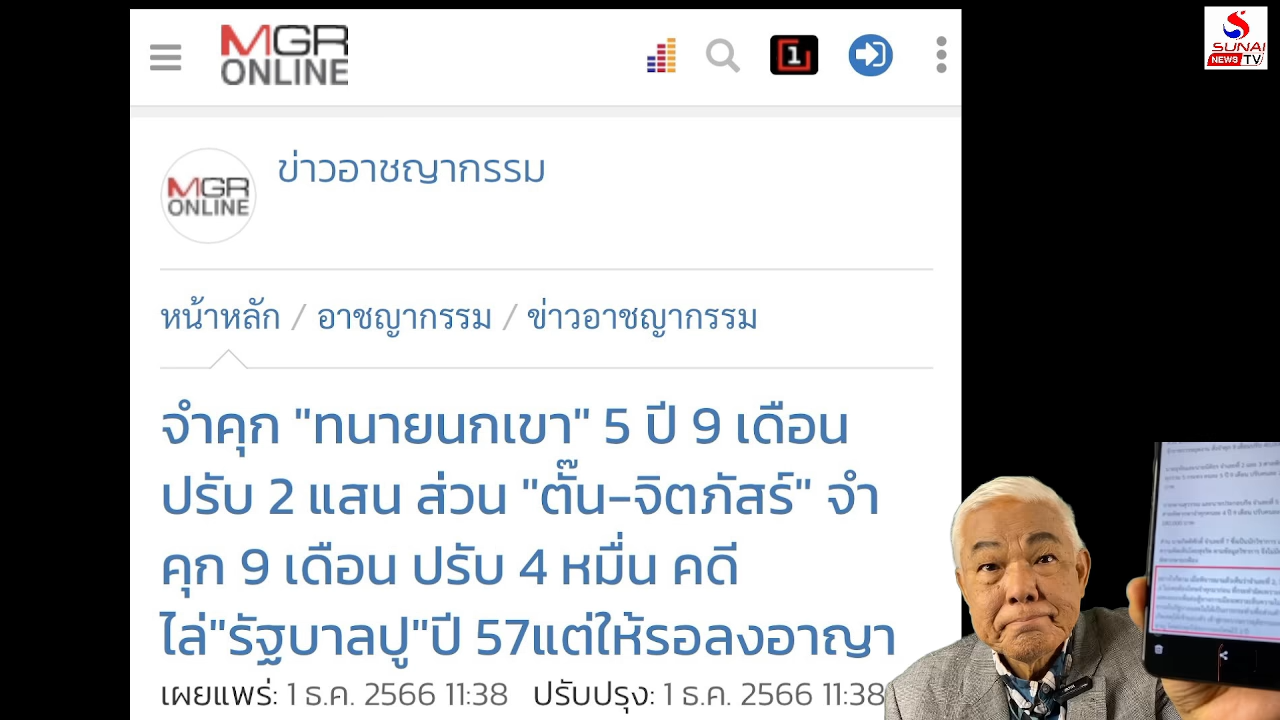 MGR
ONLINE
1
SUNAI
NEWS TV
MGR
ONLINE
ข่าวอาชญากรรม
หน้าหลัก / อาชญากรรม / ข่าวอาชญากรรม
จำคุก "ทนายนกเขา" 5 ปี 9 เดือน
ปรับ 2 แสน ส่วน "ตั๊น-จิตภัสร์" จำ
คุก 9 เดือน ปรับ 4 หมื่น คดี
ไล่"รัฐบาลปู"ปี 57แต่ให้รอลงอาญา
เผยแพร่: 1 ธ.ค. 2566 11:38 ปรับปรุง: 1 ธ.ค. 2566 11:38